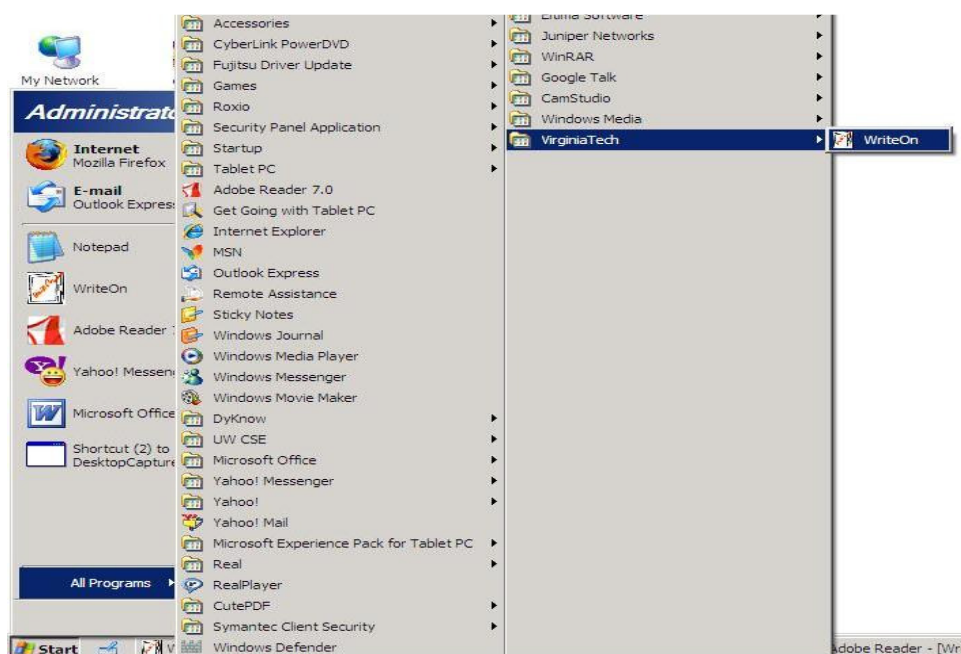 My Network
Administrato
Internet
Mozilla Firefox
E-mail
Outlook Express
Notepad
WriteOn
Adobe Reader 7
Yahoo! Messen
Microsoft Office
Shortcut (2) to
DesktopCapture
All Programs
Start
Accessories
CyberLink PowerDVD
Fujitsu Driver Update
Games
Roxio
Security Panel Application
Startup
Tablet PC
Adobe Reader 7.0
Get Going with Tablet PC
Internet Explorer
MSN
Outlook Express
Remote Assistance
Sticky Notes
Windows Journal
Windows Media Player
Windows Messenger
Windows Movie Maker
DyKnow
UW CSE
Microsoft Office
Yahoo! Messenger
Yahoo!
Yahoo! Mail
Microsoft Experience Pack for Tablet PC
Real
RealPlayer
CutePDF
Symantec Client Security
Windows Defender
Eltima Software
Juniper Networks
WinRAR
Google Talk
CamStudio
Windows Media
VirginiaTech
WriteOn
Adobe Reader - [Wr